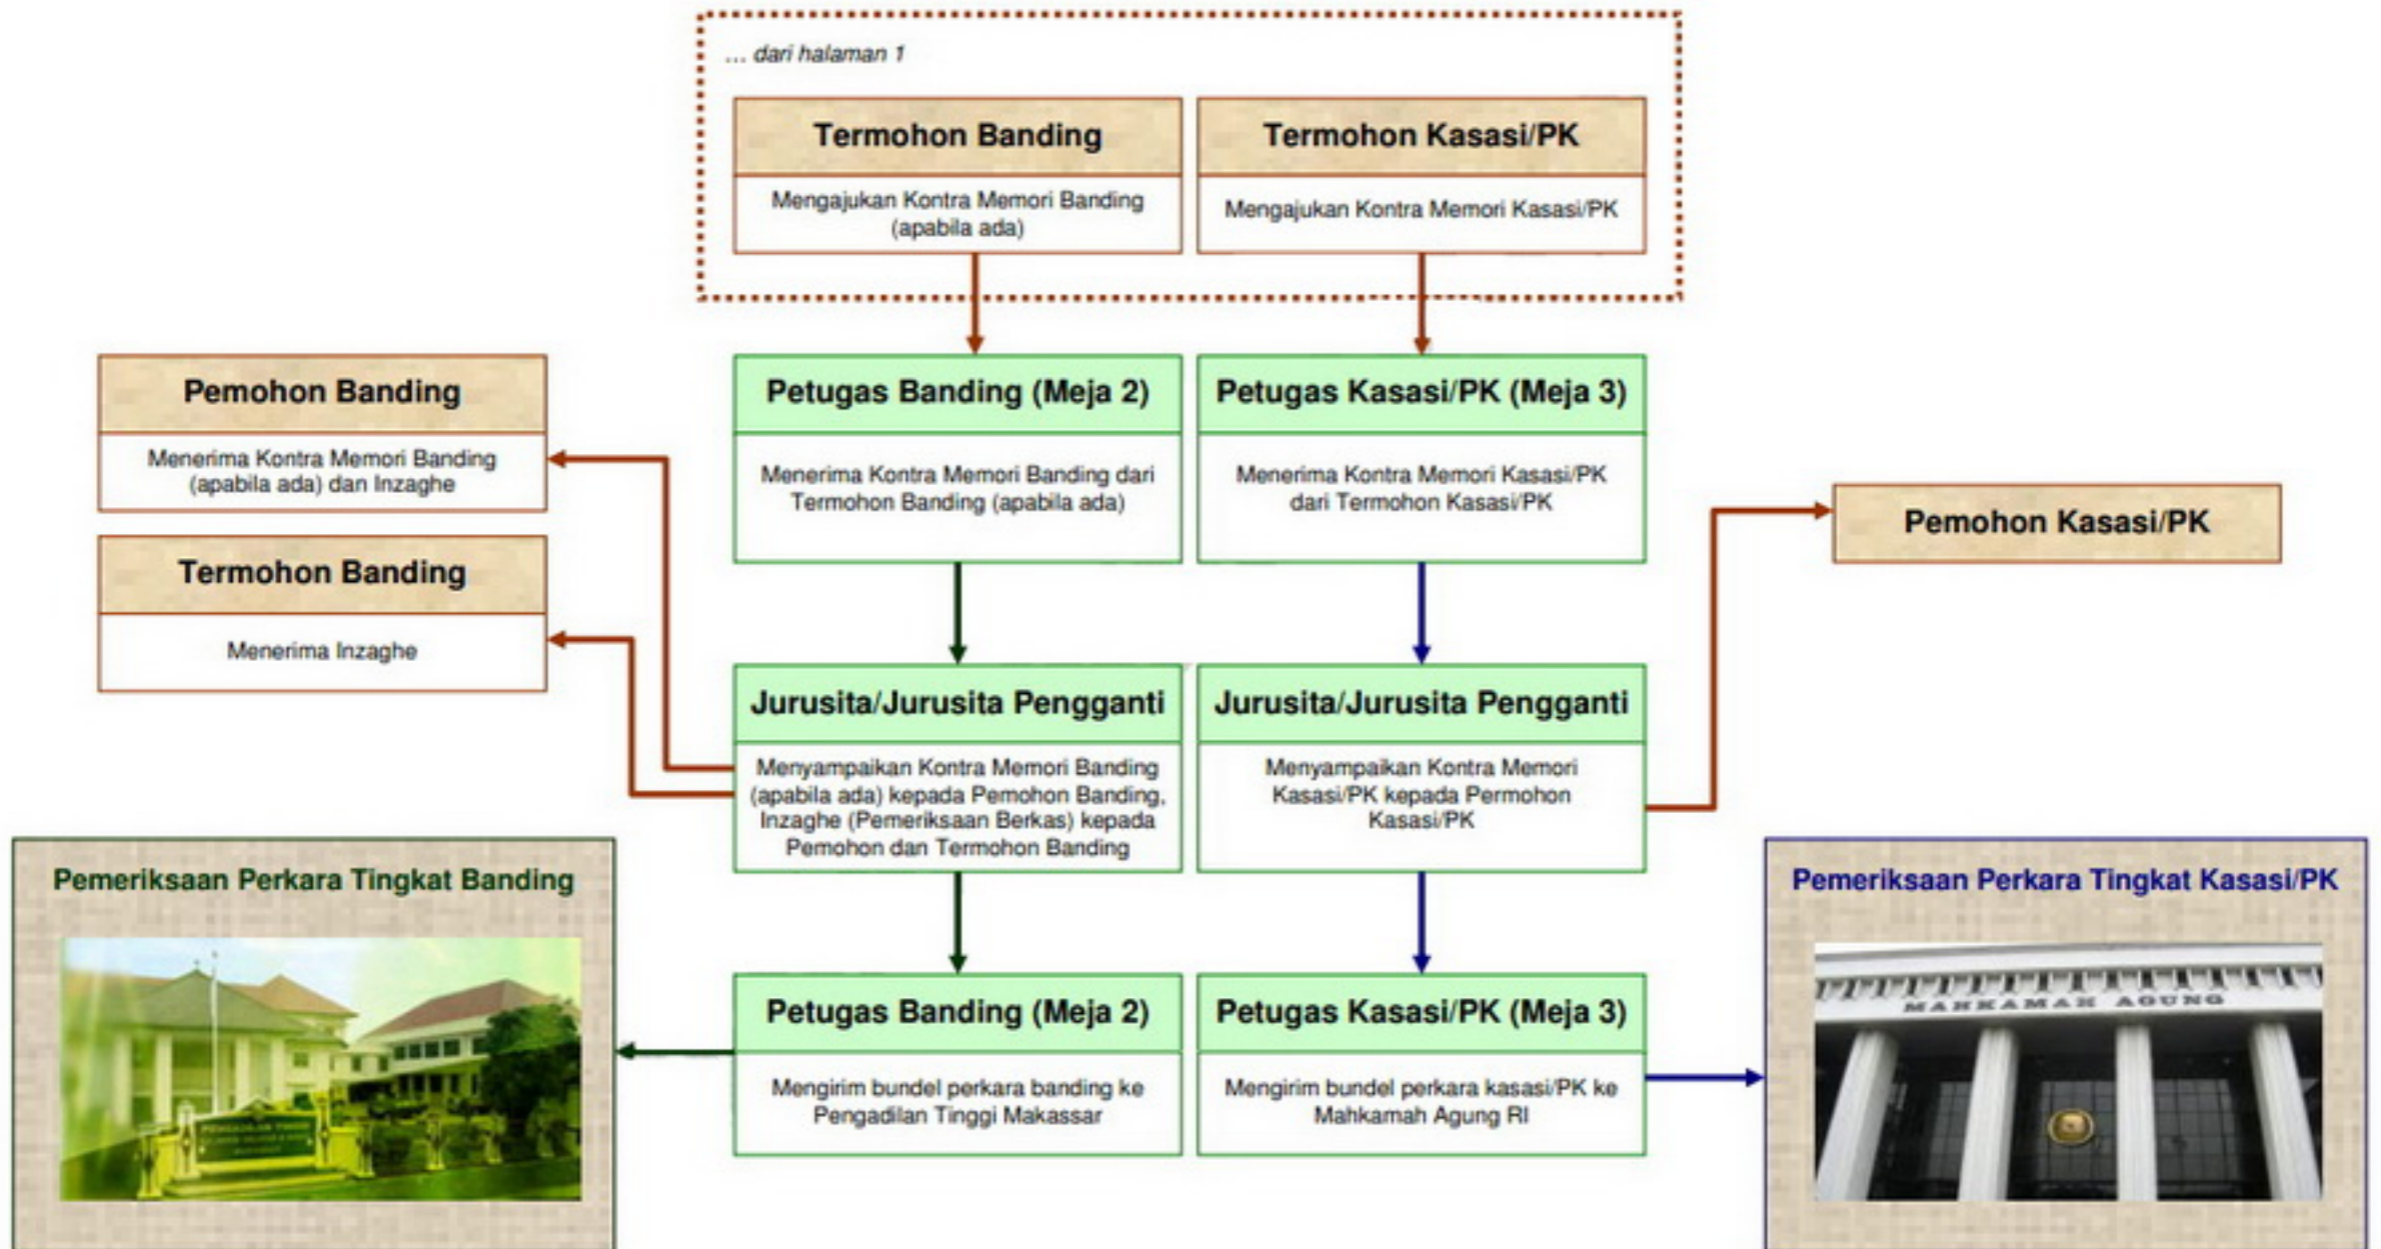 ... dari halaman 1
Termohon Banding
Mengajukan Kontra Memori Banding
(apabila ada)
Termohon Kasasi/PK
Mengajukan Kontra Memori Kasasi/PK
Pemohon Banding
Menerima Kontra Memori Banding
(apabila ada) dan Inzaghe
Termohon Banding
Menerima Inzaghe
Petugas Banding (Meja 2)
Menerima Kontra Memori Banding dari
Termohon Banding (apabila ada)
Petugas Kasasi/PK (Meja 3)
Menerima Kontra Memori Kasasi/PK
dari Termohon Kasasi/PK
Pemohon Kasasi/PK
Jurusita/Jurusita Pengganti
Menyampaikan Kontra Memori Banding
(apabila ada) kepada Pemohon Banding,
Inzaghe (Pemeriksaan Berkas) kepada
Pemohon dan Termohon Banding
Jurusita/Jurusita Pengganti
Menyampaikan Kontra Memori
Kasasi/PK kepada Permohon
Kasasi/PK
Pemeriksaan Perkara Tingkat Banding
Petugas Banding (Meja 2)
Mengirim bundel perkara banding ke
Pengadilan Tinggi Makassar
Petugas Kasasi/PK (Meja 3)
Mengirim bundel perkara kasasi/PK ke
Mahkamah Agung RI
Pemeriksaan Perkara Tingkat Kasasi/PK
MAHKAMAH AGUNG